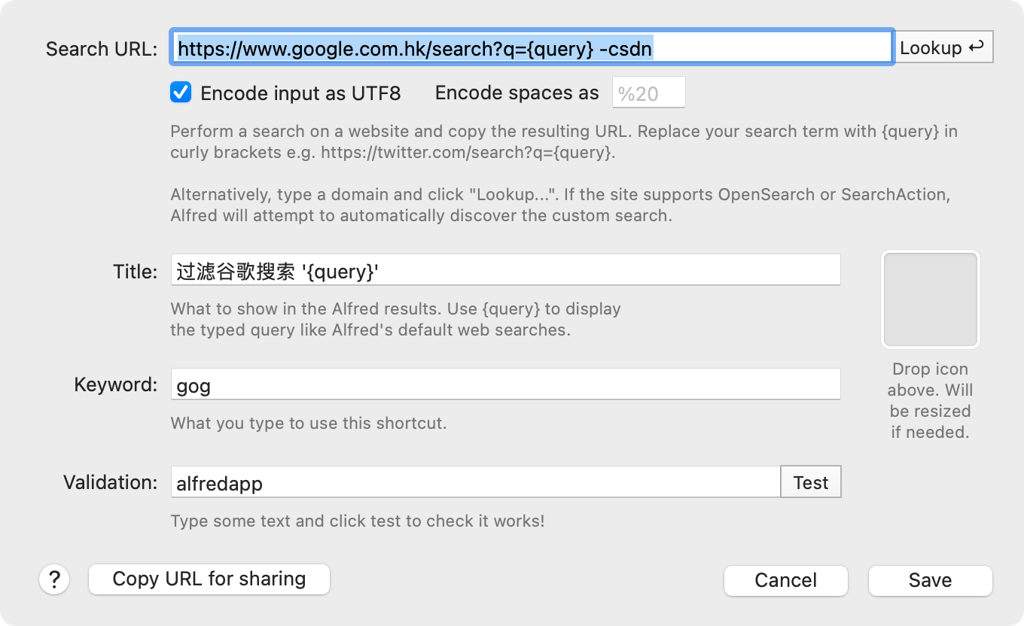 Search URL: https://www.google.com.hk/search?q={query} -csdn Lookup ↩
Encode input as UTF8 Encode spaces as %20
Perform a search on a website and copy the resulting URL. Replace your search term with {query} in
curly brackets e.g. https://twitter.com/search?q={query}.
Alternatively, type a domain and click "Lookup...". If the site supports OpenSearch or SearchAction,
Alfred will attempt to automatically discover the custom search.
Title: 过滤谷歌搜索 '{query}'
What to show in the Alfred results. Use {query} to display
the typed query like Alfred's default web searches.
Drop icon
above. Will
be resized
if needed.
Keyword: gog
What you type to use this shortcut.
Validation: alfredapp Test
Type some text and click test to check it works!
? Copy URL for sharing Cancel Save